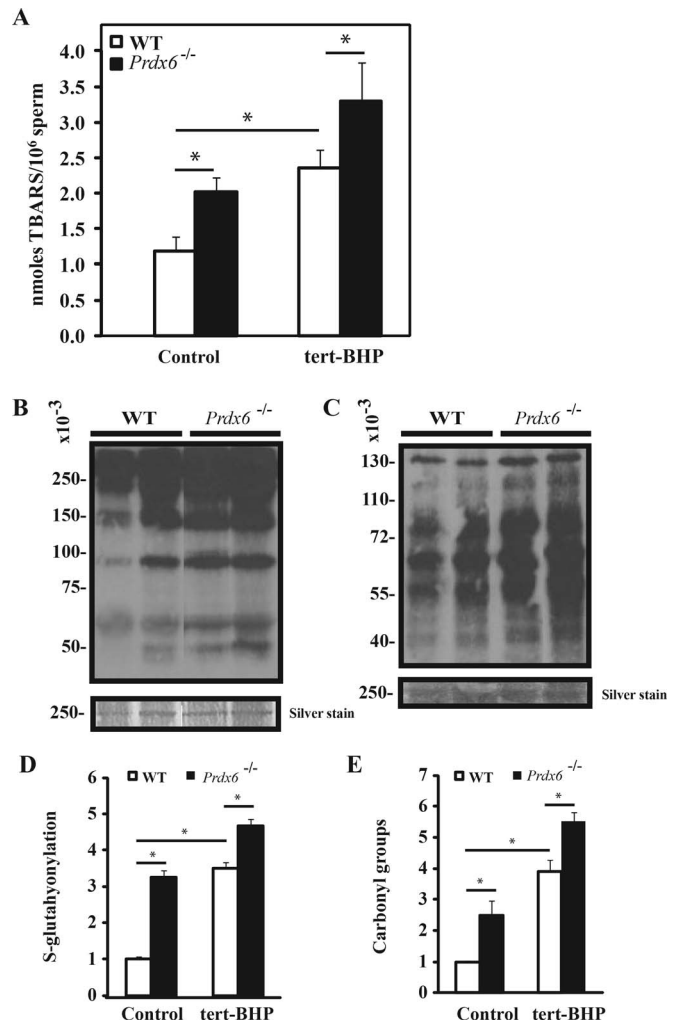 A
WT
Prdx6 -/-
nmoles TBARS/10⁶ sperm
4.0
3.5
3.0
2.5
2.0
1.5
1.0
0.5
0.0
*
*
*
Control
tert-BHP
B
x10⁻³
WT
Prdx6 -/-
250-
150-
100-
75-
50-
250-
Silver stain
C
x10⁻³
WT
Prdx6 -/-
130-
110-
72-
55-
40-
250-
Silver stain
D
WT
Prdx6 -/-
S-glutahyonylation
6
5
4
3
2
1
0
*
*
*
Control
tert-BHP
E
WT
Prdx6 -/-
Carbonyl groups
7
6
5
4
3
2
1
0
*
*
*
Control
tert-BHP